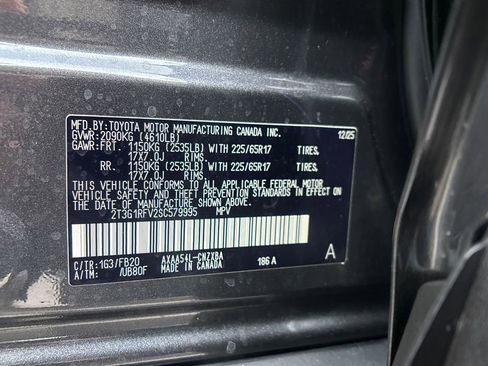 MFD.BY:TOYOTA MOTOR MANUFACTURING CANADA INC. 12/25
GVWR:2090KG (4610LB)
GAWR:FRT. 1150KG (2535LB) WITH 225/65R17 TIRES,
17X7.0J RIMS.
RR. 1150KG (2535LB) WITH 225/65R17 TIRES,
17X7.0J RIMS.
THIS VEHICLE CONFORMS TO ALL APPLICABLE FEDERAL MOTOR
VEHICLE SAFETY AND THEFT PREVENTION STANDARDS IN EFFECT ON
THE DATE OF MANUFACTURE SHOWN ABOVE.
2T3G1RFV2SC579995 MPV
C/TR:1G3/FB20 AXAA54L-CNZXBA 186 A A
A/TM: /UB80F MADE IN CANADA